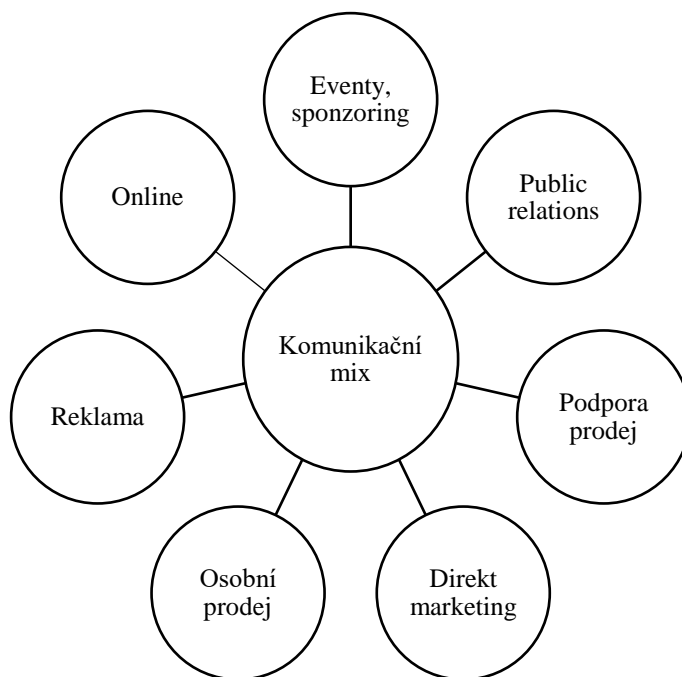 Eventy,
sponzoring
Public
relations
Podpora
prodej
Direkt
marketing
Osobní
prodej
Reklama
Online
Komunikační
mix